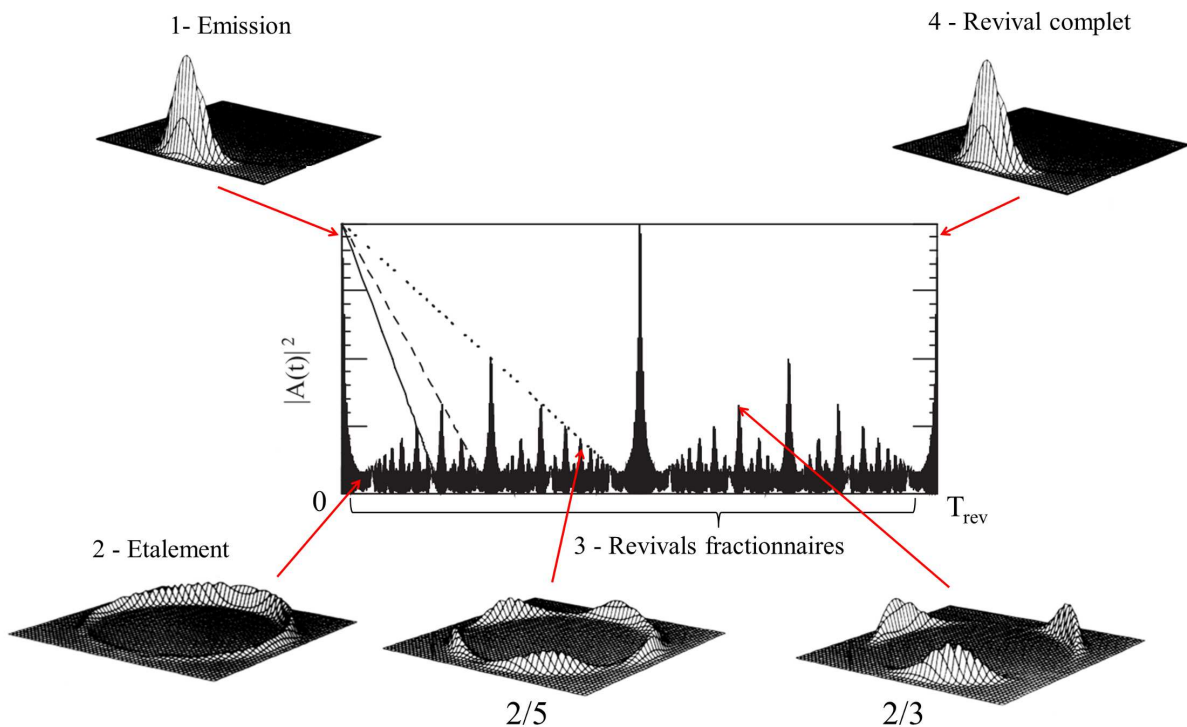 1- Emission
4 - Revival complet
|A(t)|²
0
T_rev
2 - Etalement
3 - Revivals fractionnaires
2/5
2/3